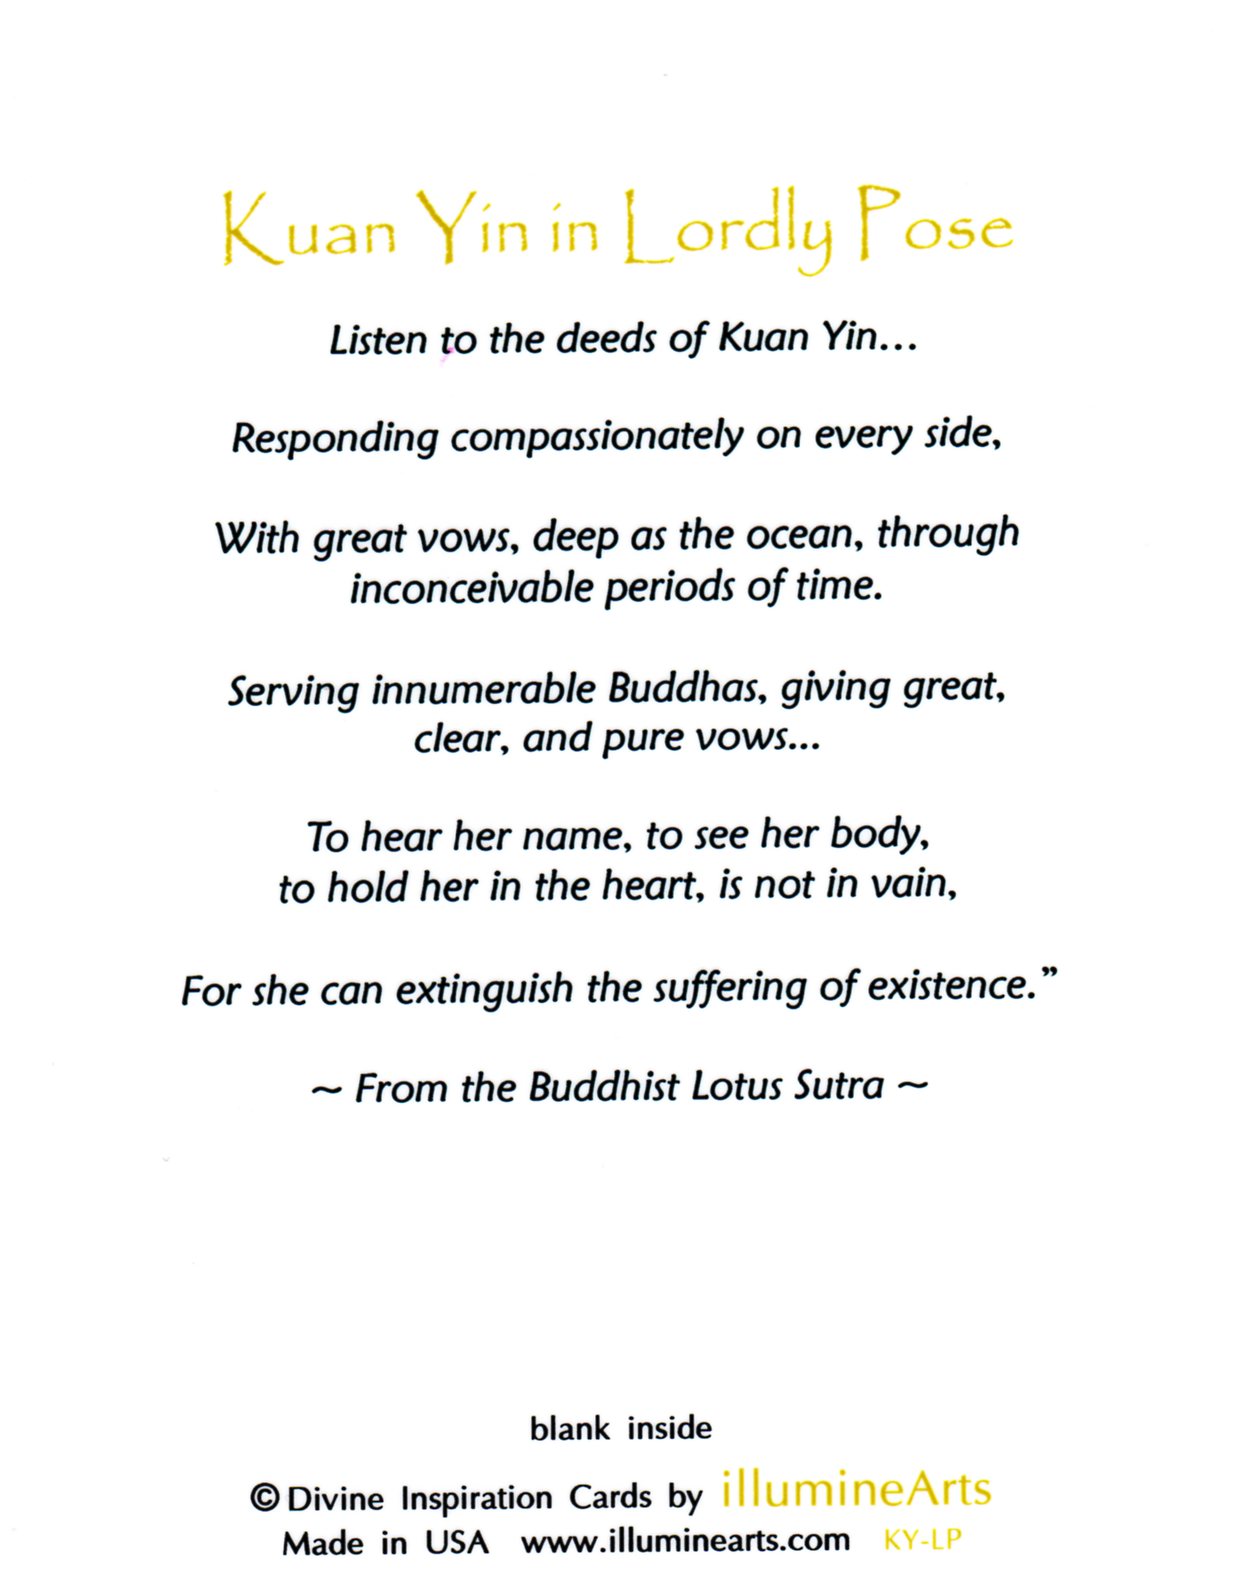 Kuan Yin in Lordly Pose
Listen to the deeds of Kuan Yin...
Responding compassionately on every side,
With great vows, deep as the ocean, through
inconceivable periods of time.
Serving innumerable Buddhas, giving great,
clear, and pure vows...
To hear her name, to see her body,
to hold her in the heart, is not in vain,
For she can extinguish the suffering of existence.”
~ From the Buddhist Lotus Sutra ~
blank inside
© Divine Inspiration Cards by illumineArts
Made in USA www.illuminearts.com KY-LP